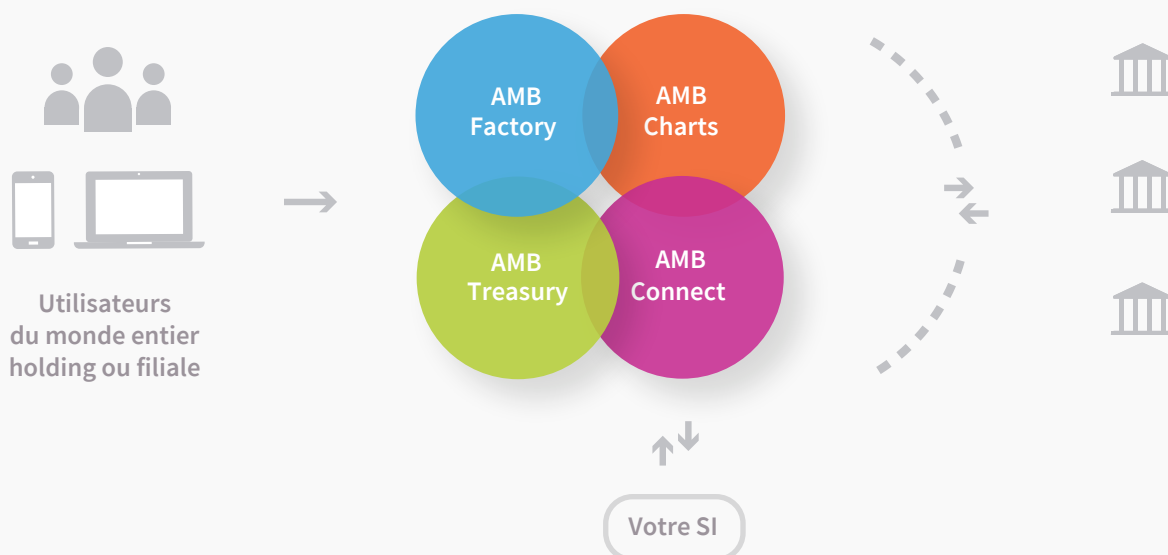 AMB
Factory
AMB
Charts
AMB
Treasury
AMB
Connect
Utilisateurs
du monde entier
holding ou filiale
Votre SI